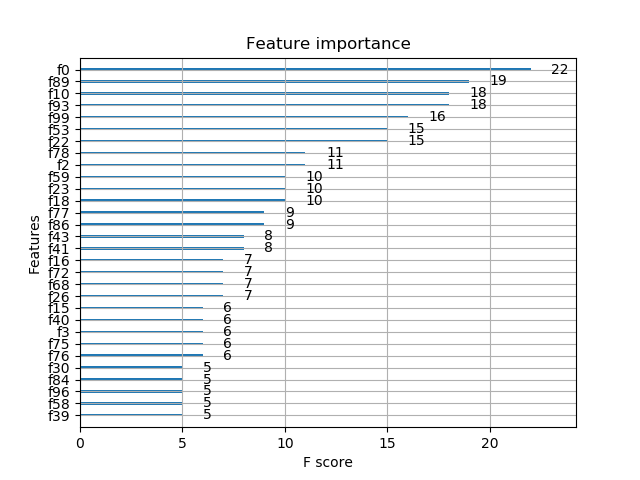 Feature importance
f0 22
f89 19
f10 18
f93 18
f99 16
f53 15
f22 15
f78 11
f2 11
f59 10
f23 10
f18 10
f77 9
f86 9
f43 8
f41 8
f16 7
f72 7
f68 7
f26 7
f15 6
f40 6
f3 6
f75 6
f76 6
f30 5
f84 5
f96 5
f58 5
f39 5
Features
0 5 10 15 20
F score